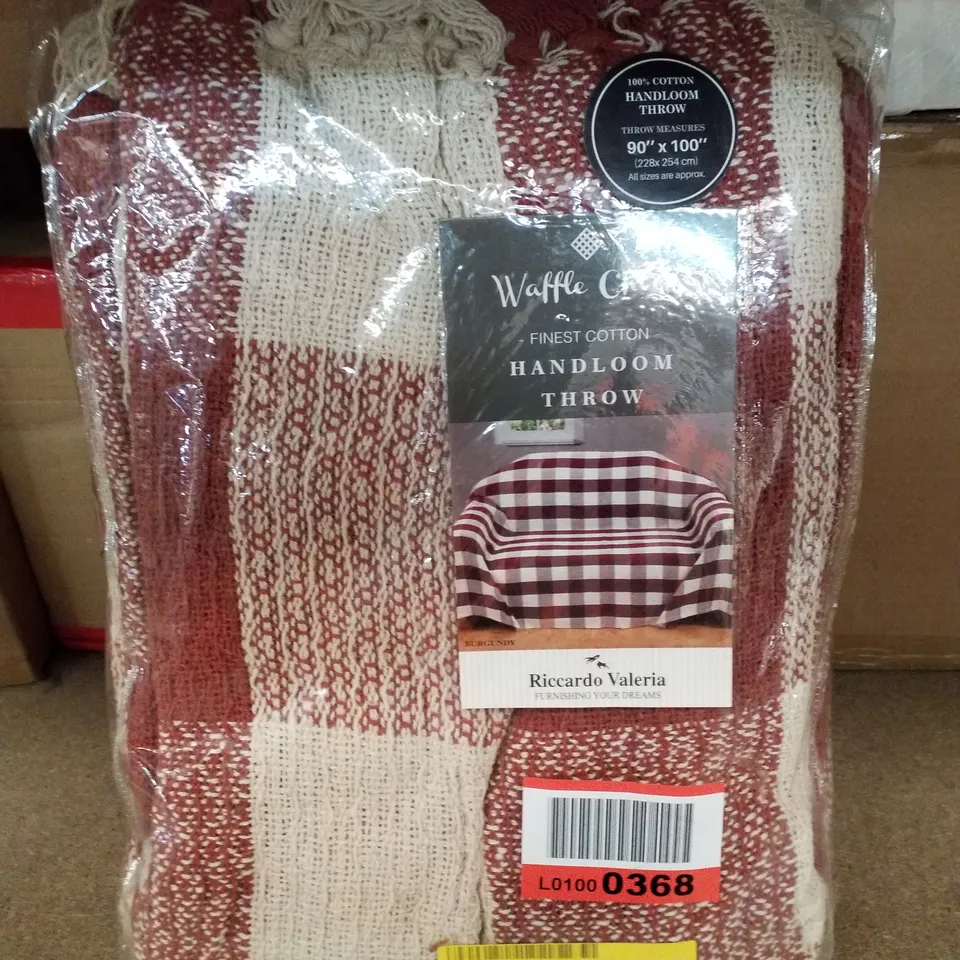 100% COTTON
HANDLOOM
THROW
THROW MEASURES
90" x 100"
(228x 254 cm)
All sizes are approx.
Waffle
- FINEST COTTON -
HANDLOOM
THROW
BURGUNDY
Riccardo Valeria
FURNISHING YOUR DREAMS
L0100 0368